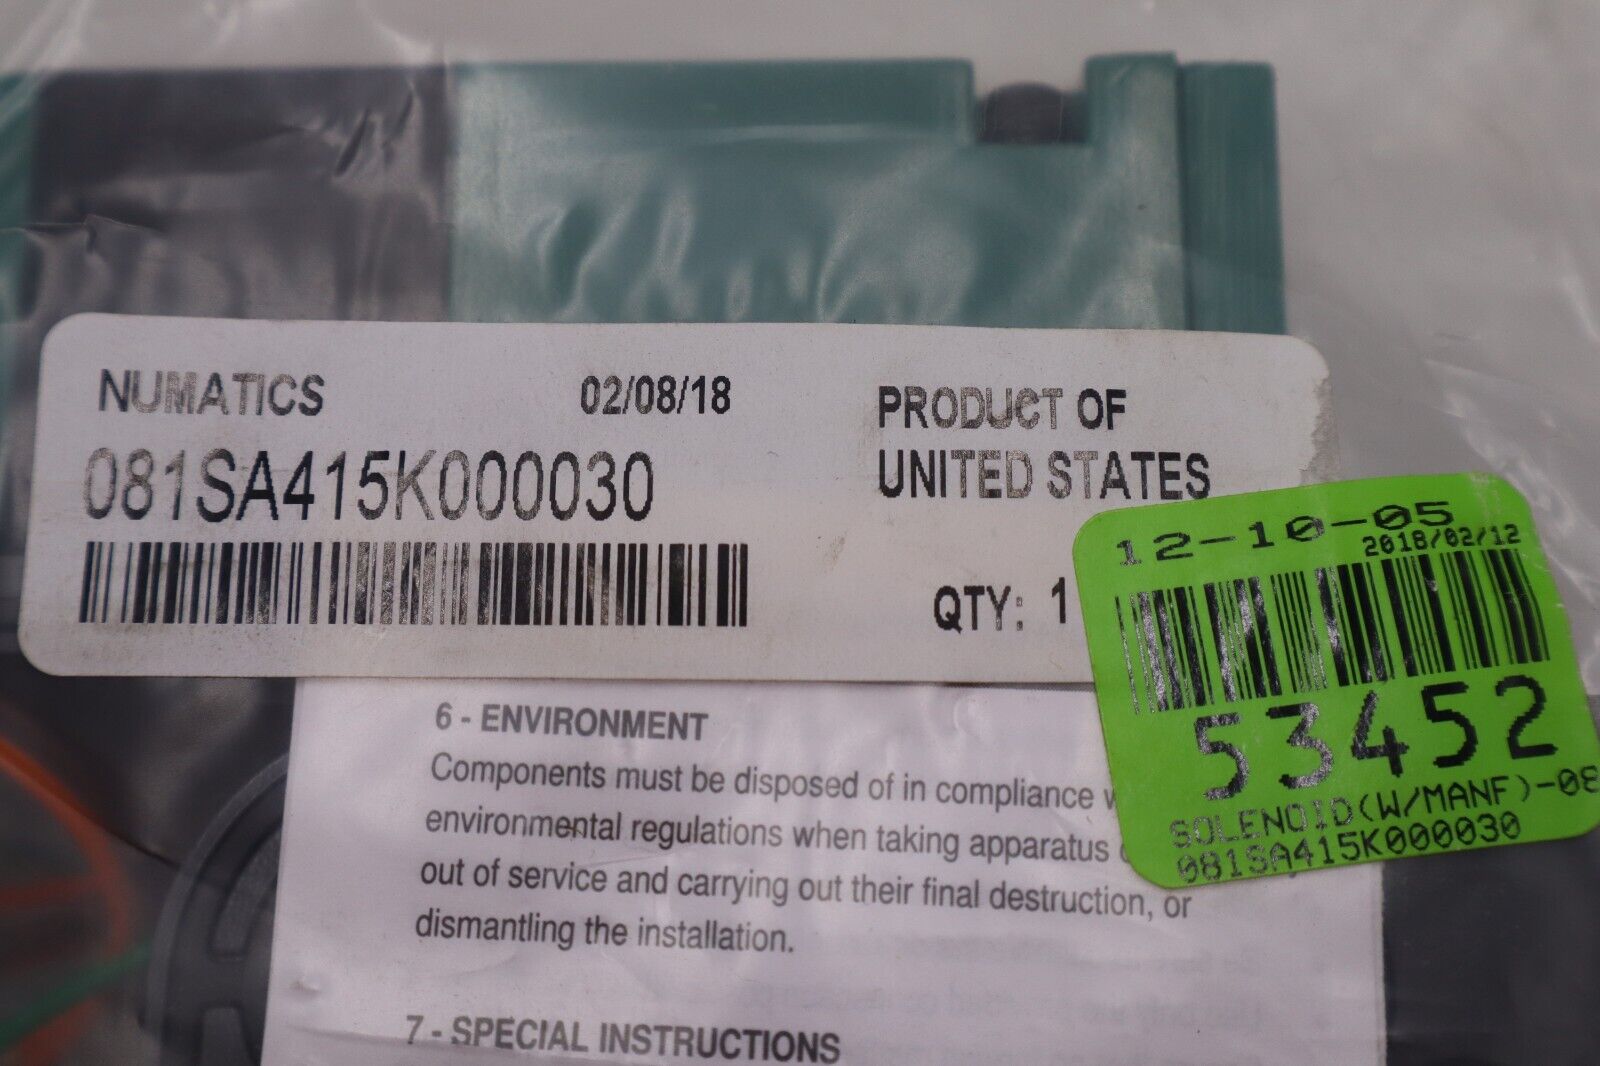 NUMATICS 02/08/18
081SA415K000030
PRODUCT OF
UNITED STATES
QTY: 1
12-10-05
2018/02/12
53452
SOLENOID(W/MANF)-08
081SA415K000030
6 - ENVIRONMENT
Components must be disposed of in compliance
environmental regulations when taking apparatus
out of service and carrying out their final destruction, or
dismantling the installation.
7 - SPECIAL INSTRUCTIONS